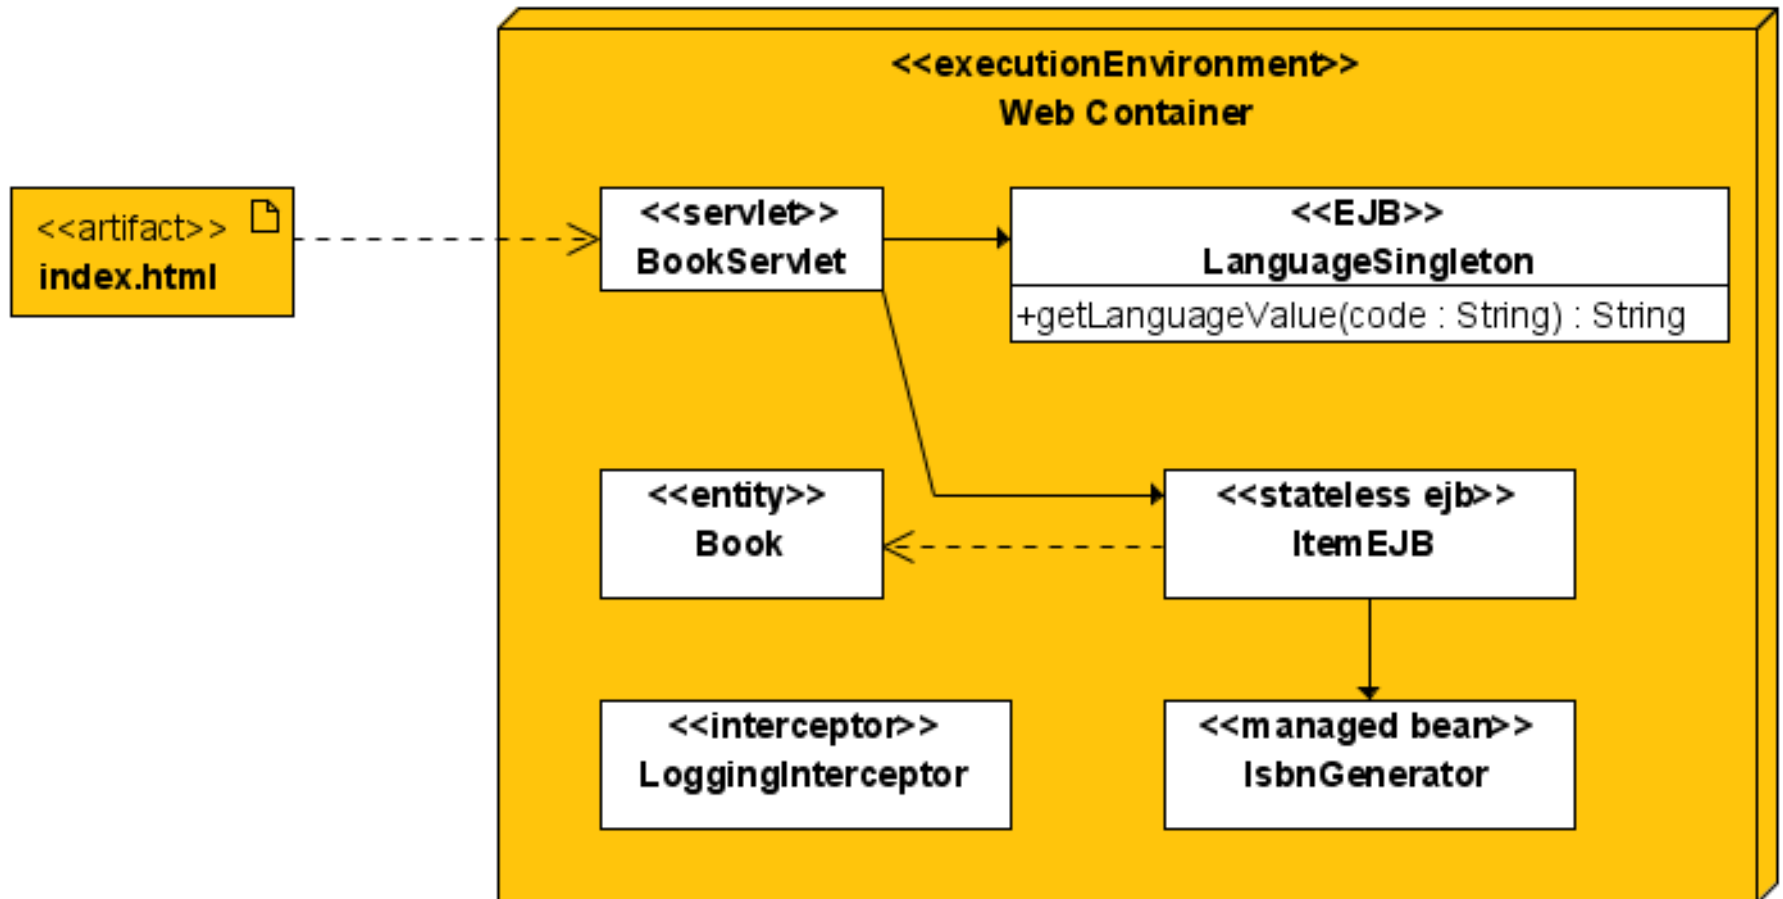 <<executionEnvironment>>
Web Container
<<artifact>>
index.html
<<servlet>>
BookServlet
<<EJB>>
LanguageSingleton
+getLanguageValue(code : String) : String
<<entity>>
Book
<<stateless ejb>>
ItemEJB
<<interceptor>>
LoggingInterceptor
<<managed bean>>
IsbnGenerator